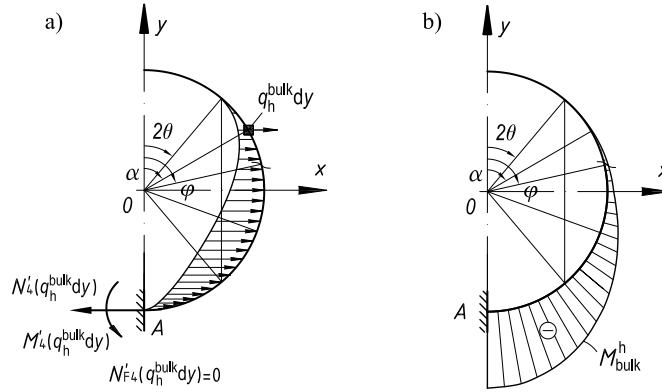 a)
y
q_h^bulk dy
2θ
α
φ
x
0
N'_4(q_h^bulk dy)
A
M'_4(q_h^bulk dy)
N'_F4(q_h^bulk dy)=0
b)
y
2θ
α
φ
x
0
A
M_bulk^h